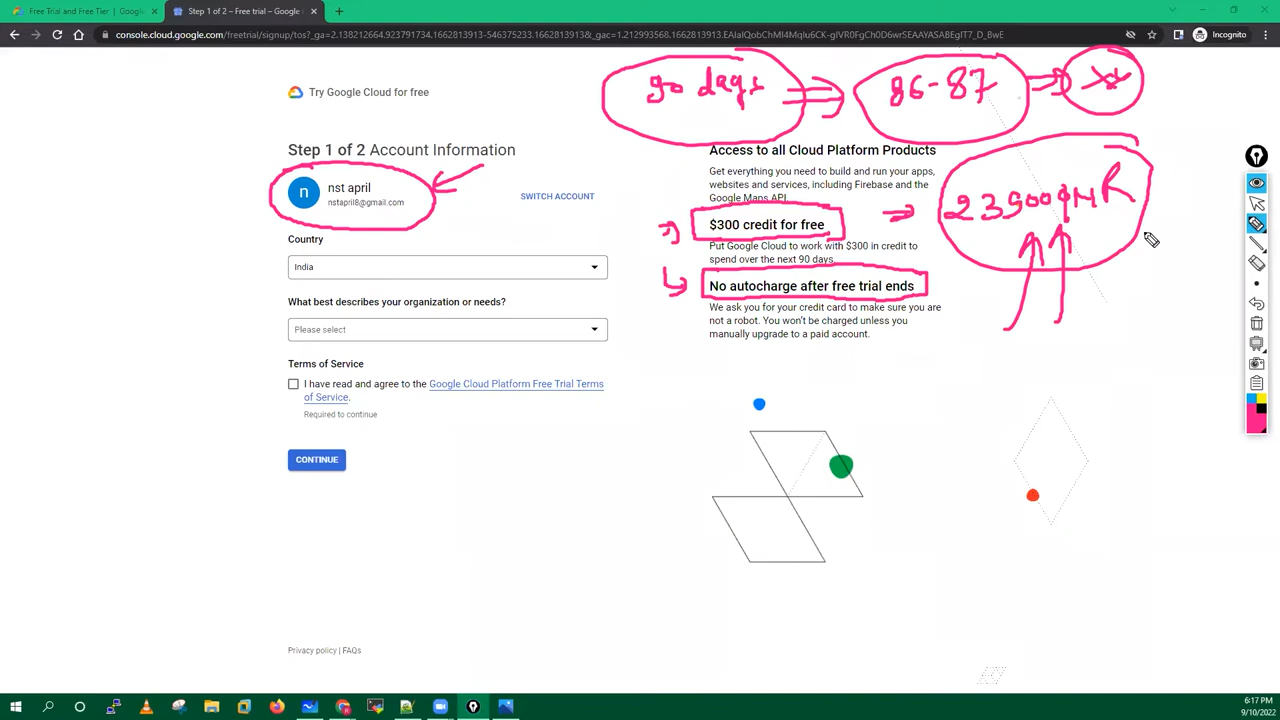 Free Trial and Free Tier | Google
Step 1 of 2 – Free trial – Google
console.cloud.google.com/freetrial/signup/tos?_ga=2.138212664.923791734.1662813913-546375233.1662813913&_gac=1.212993568.1662813913.
Incognito
90 days
86-87
Try Google Cloud for free
Step 1 of 2 Account Information
n
nst april
nstapril8@gmail.com
SWITCH ACCOUNT
Country
India
What best describes your organization or needs?
Please select
Terms of Service
I have read and agree to the Google Cloud Platform Free Trial Terms
of Service.
Required to continue
CONTINUE
Access to all Cloud Platform Products
Get everything you need to build and run your apps,
websites and services, including Firebase and the
Google Maps API.
$300 credit for free
Put Google Cloud to work with $300 in credit to
spend over the next 90 days.
No autocharge after free trial ends
We ask you for your credit card to make sure you are
not a robot. You won't be charged unless you
manually upgrade to a paid account.
Privacy policy | FAQs
6:17 PM
9/10/2022